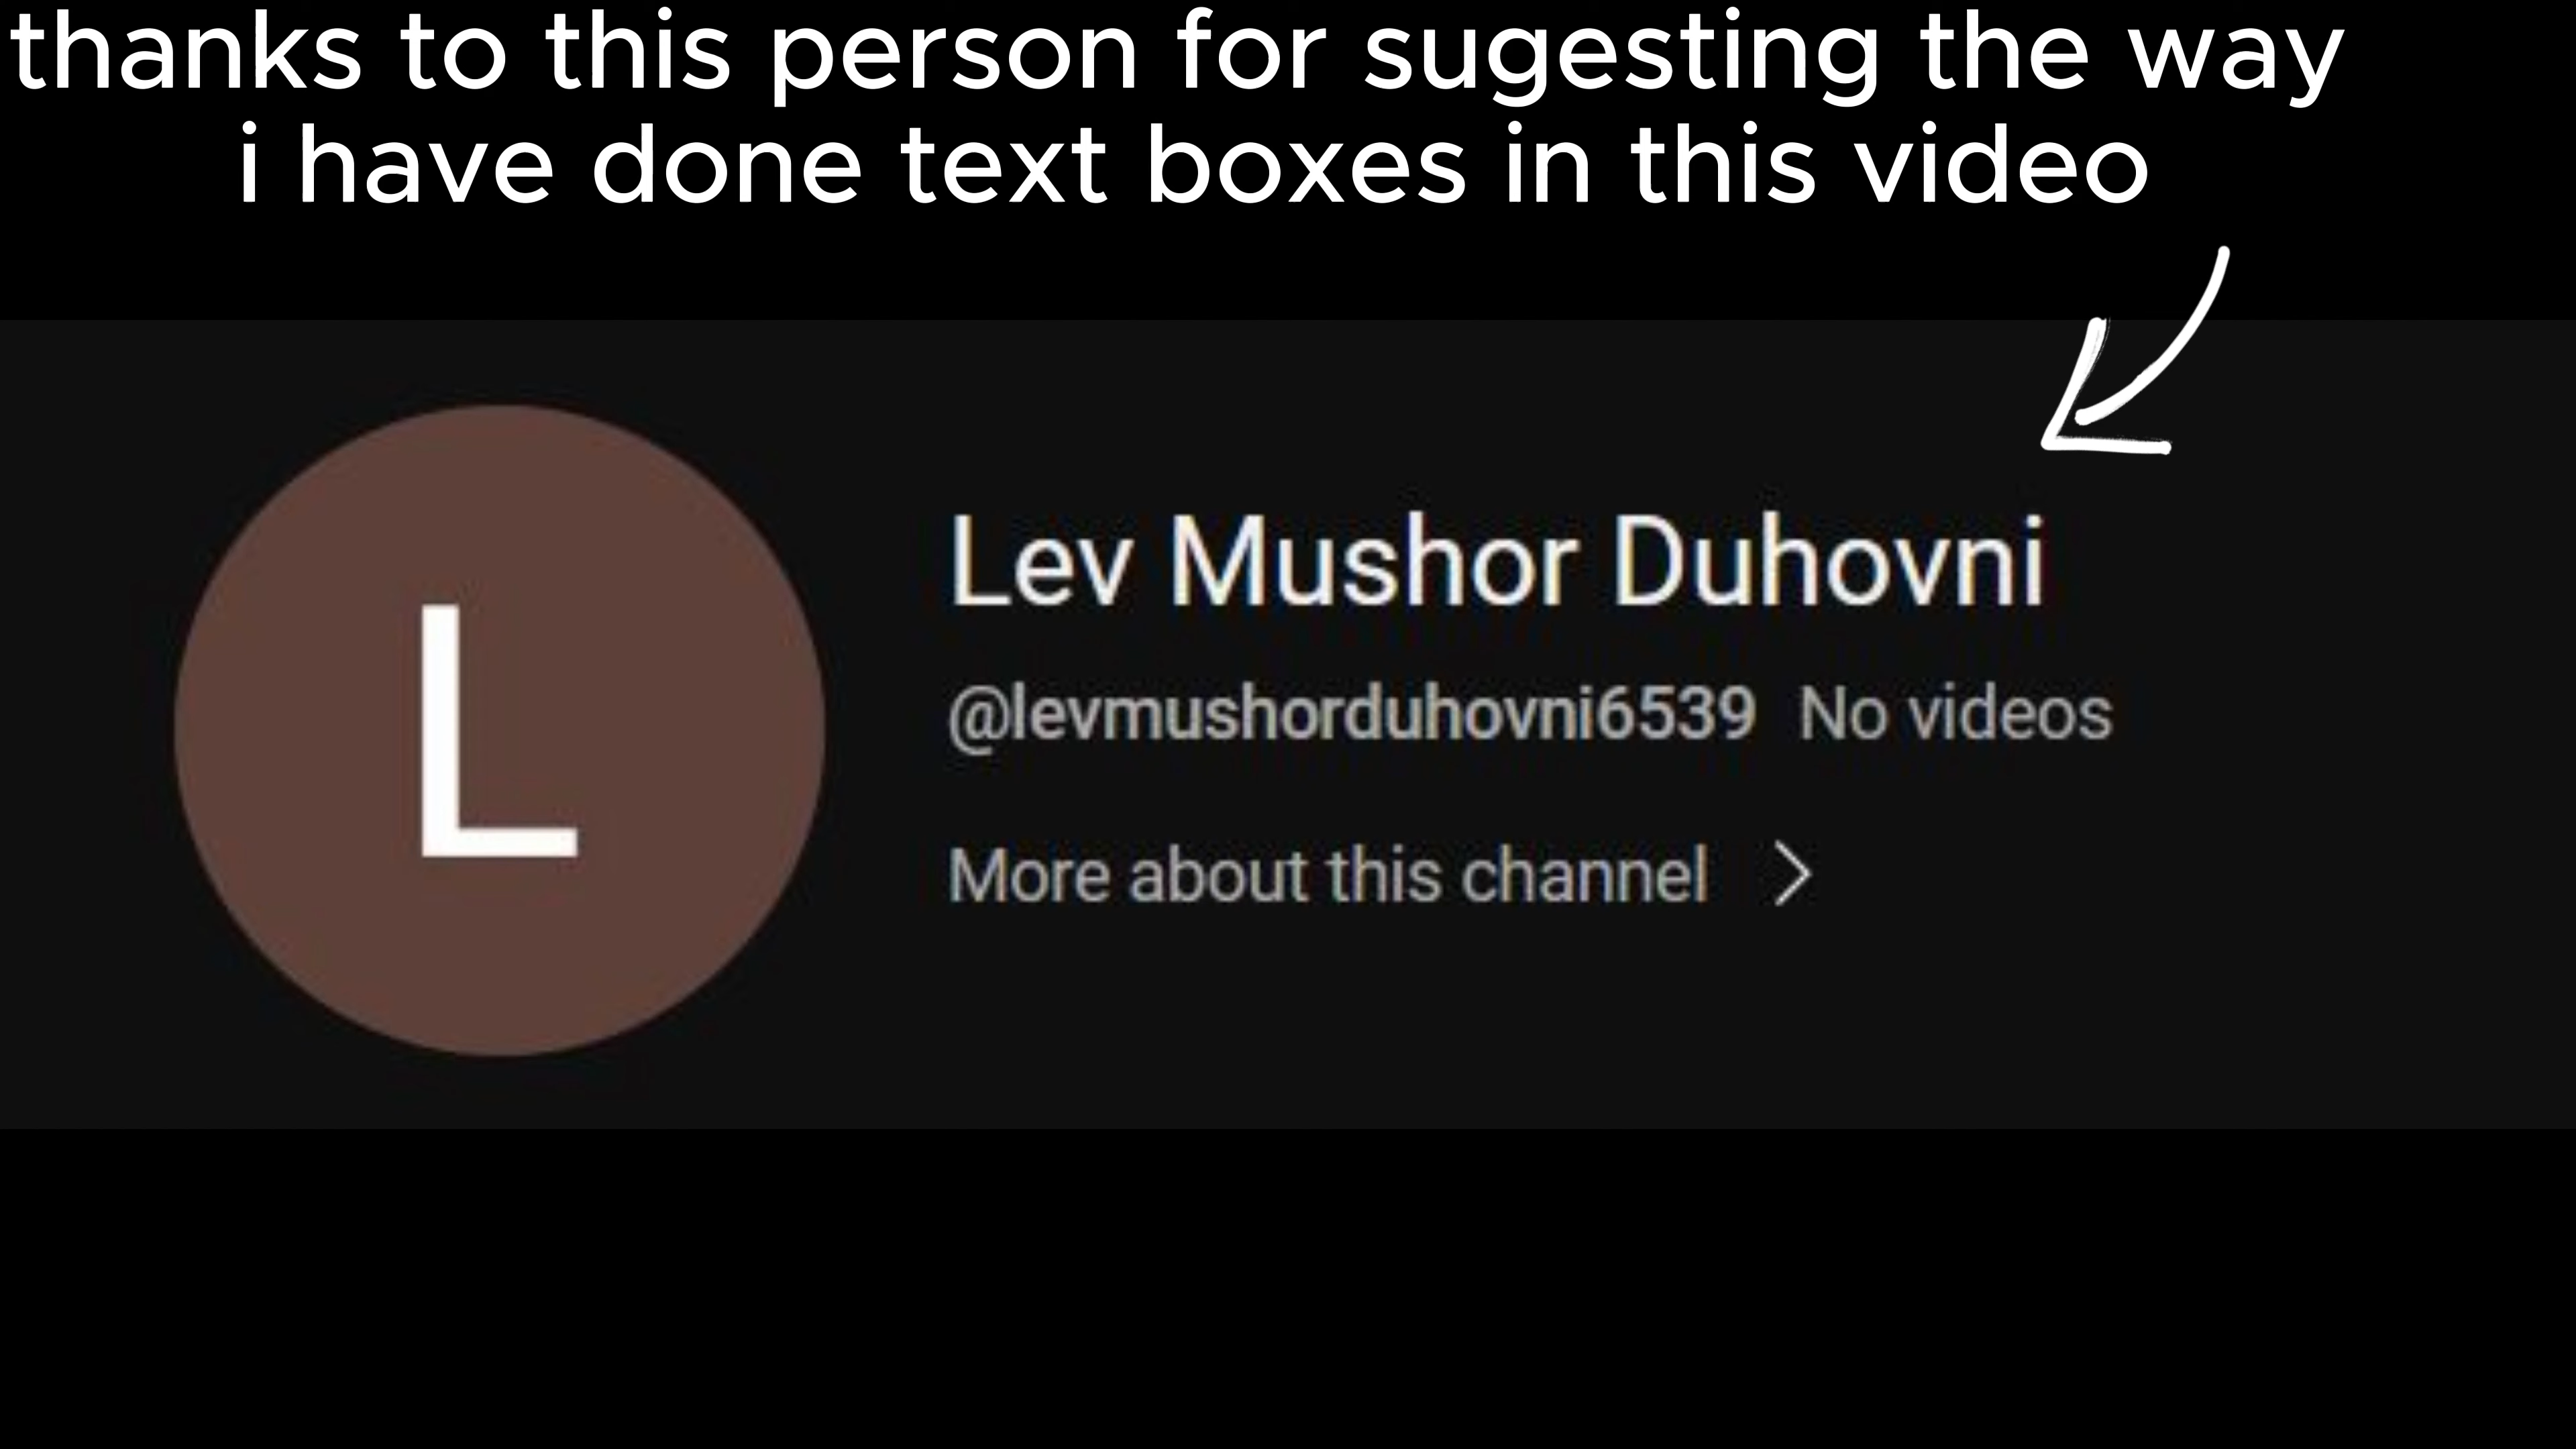 thanks to this person for sugesting the way
i have done text boxes in this video
L
Lev Mushor Duhovni
@levmushorduhovni6539 No videos
More about this channel >